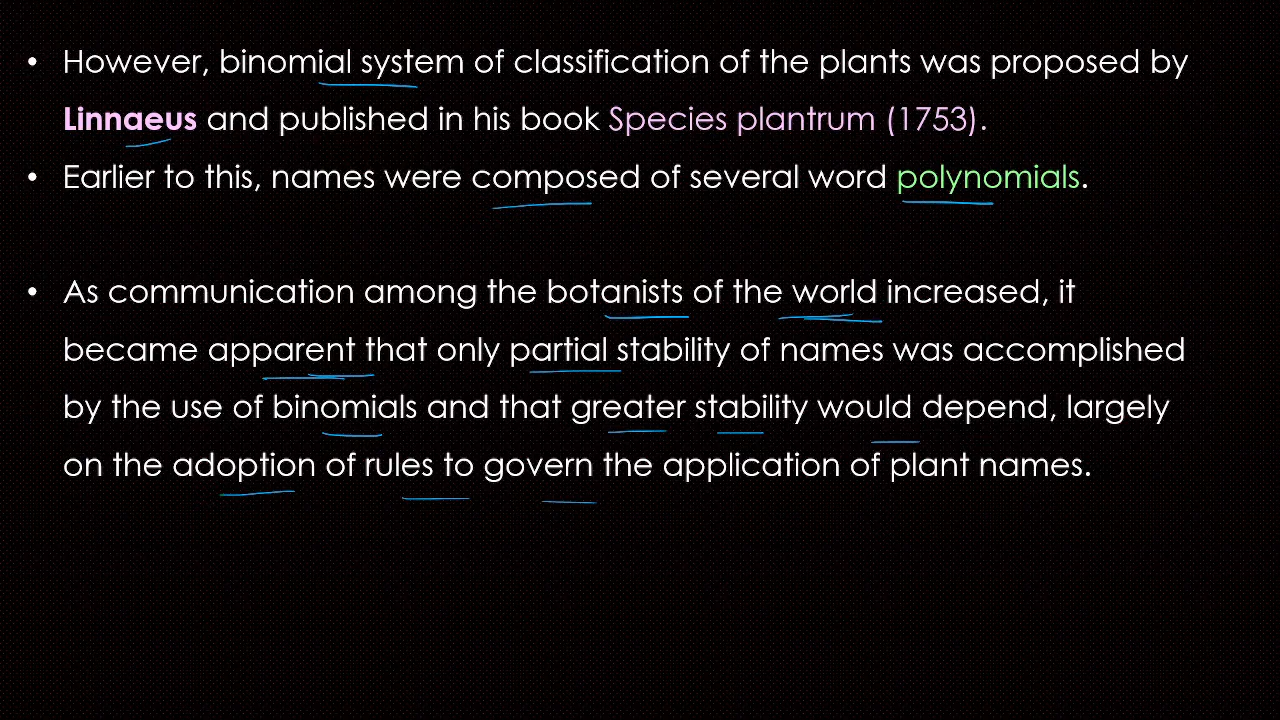 • However, binomial system of classification of the plants was proposed by
Linnaeus and published in his book Species plantrum (1753).
• Earlier to this, names were composed of several word polynomials.
• As communication among the botanists of the world increased, it
became apparent that only partial stability of names was accomplished
by the use of binomials and that greater stability would depend, largely
on the adoption of rules to govern the application of plant names.